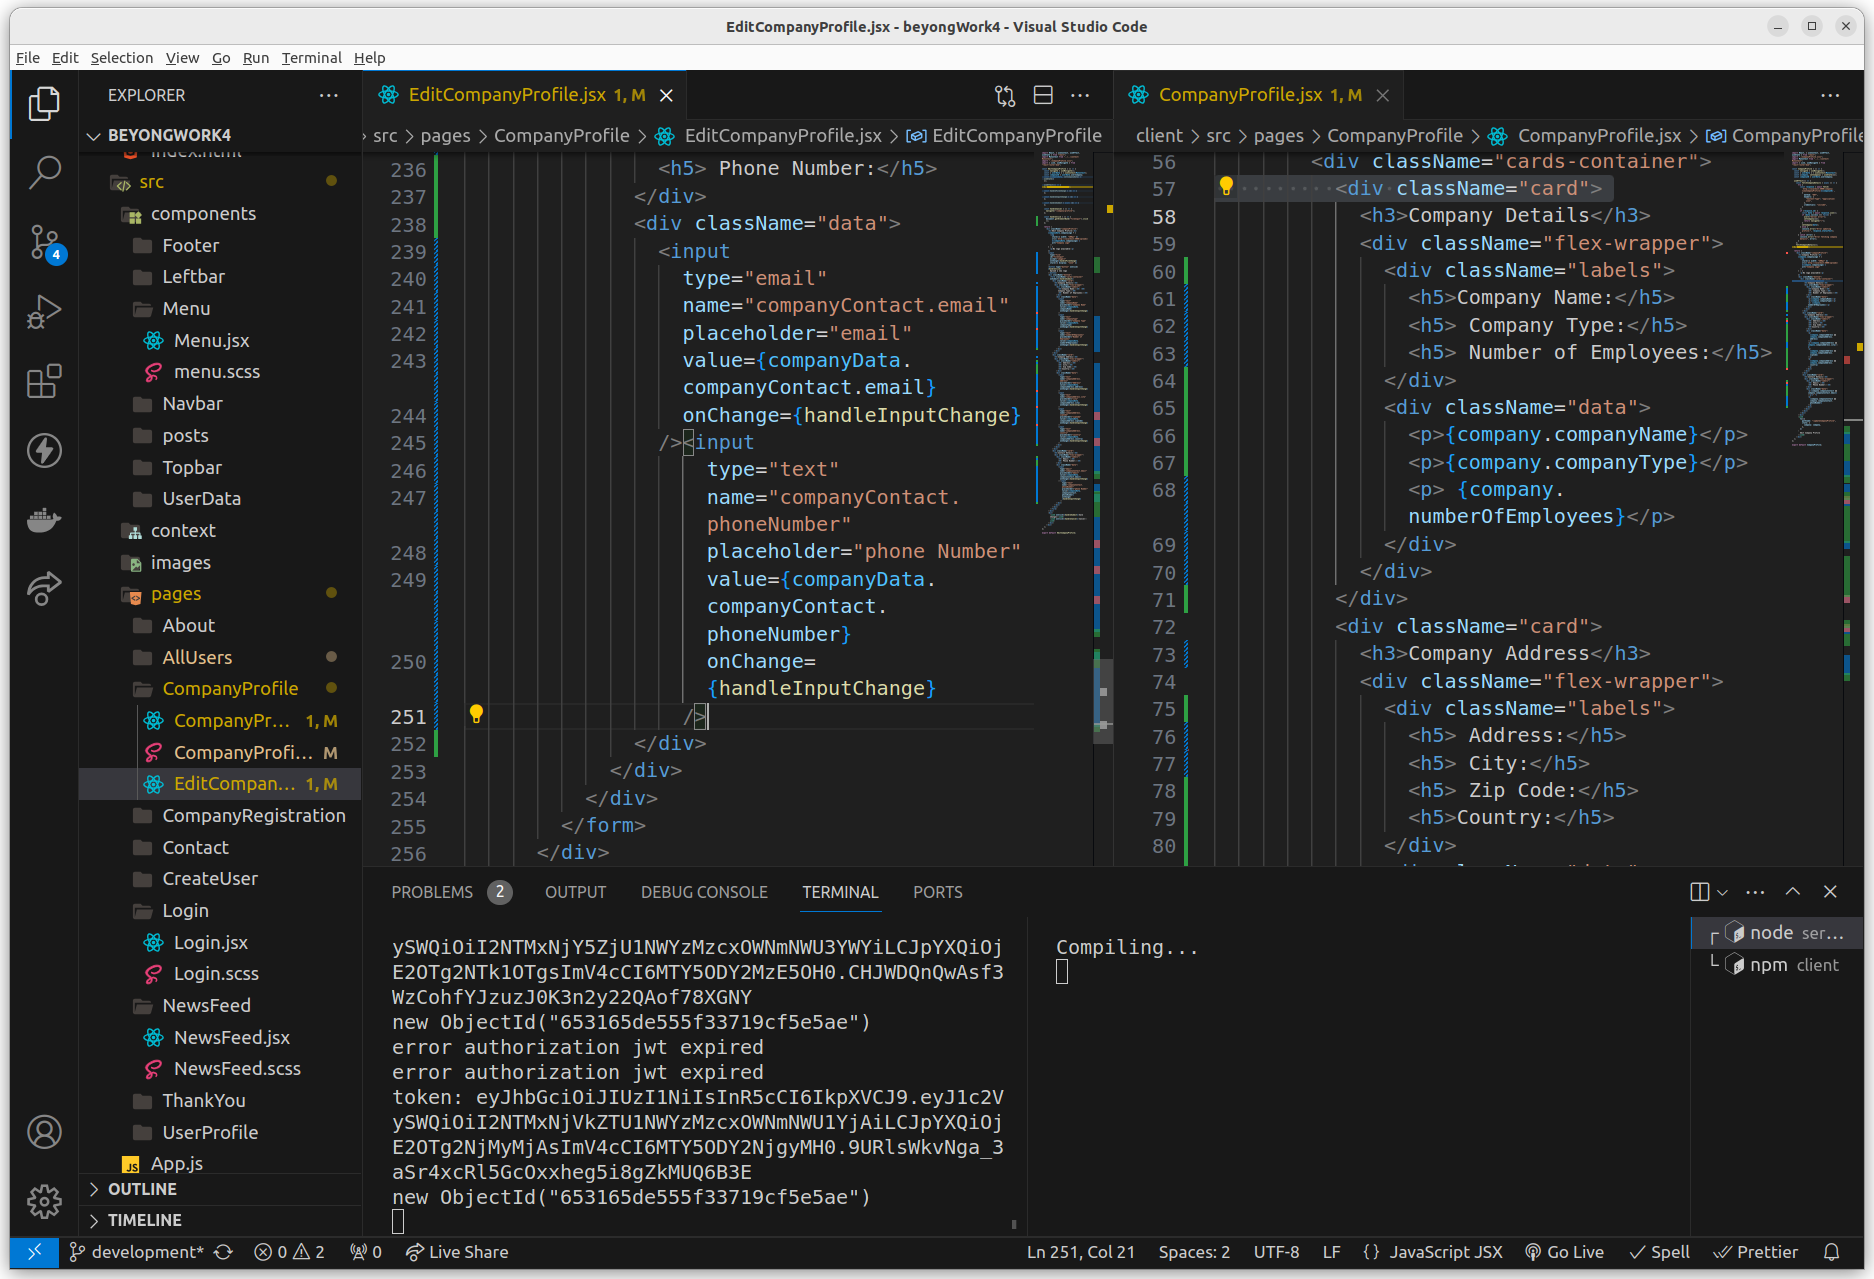 EditCompanyProfile.jsx - beyongWork4 - Visual Studio Code
File Edit Selection View Go Run Terminal Help
EXPLORER
BEYONGWORK4
index.html
src
components
Footer
Leftbar
Menu
Menu.jsx
menu.scss
Navbar
posts
Topbar
UserData
context
images
pages
About
AllUsers
CompanyProfile
CompanyPr... 1, M
CompanyProfi... M
EditCompan... 1, M
CompanyRegistration
Contact
CreateUser
Login
Login.jsx
Login.scss
NewsFeed
NewsFeed.jsx
NewsFeed.scss
ThankYou
UserProfile
App.js
OUTLINE
TIMELINE
4
EditCompanyProfile.jsx 1, M
src > pages > CompanyProfile > EditCompanyProfile.jsx > EditCompanyProfile
236 <h5> Phone Number:</h5>
237 </div>
238 <div className="data">
239 <input
240 type="email"
241 name="companyContact.email"
242 placeholder="email"
243 value={companyData.
companyContact.email}
244 onChange={handleInputChange}
245 /><input
246 type="text"
247 name="companyContact.
phoneNumber"
248 placeholder="phone Number"
249 value={companyData.
companyContact.
phoneNumber}
250 onChange=
{handleInputChange}
251 />
252 </div>
253 </div>
254 </div>
255 </form>
256 </div>
CompanyProfile.jsx 1, M
client > src > pages > CompanyProfile > CompanyProfile.jsx > CompanyProfile
56 <div className="cards-container">
57 <div className="card">
58 <h3>Company Details</h3>
59 <div className="flex-wrapper">
60 <div className="labels">
61 <h5>Company Name:</h5>
62 <h5> Company Type:</h5>
63 <h5> Number of Employees:</h5>
64 </div>
65 <div className="data">
66 <p>{company.companyName}</p>
67 <p>{company.companyType}</p>
68 <p> {company.
numberOfEmployees}</p>
69 </div>
70 </div>
71 </div>
72 <div className="card">
73 <h3>Company Address</h3>
74 <div className="flex-wrapper">
75 <div className="labels">
76 <h5> Address:</h5>
77 <h5> City:</h5>
78 <h5> Zip Code:</h5>
79 <h5>Country:</h5>
80 </div>
PROBLEMS 2 OUTPUT DEBUG CONSOLE TERMINAL PORTS
ySWQiOiI2NTMxNjY5ZjU1NWYzMzcxOWNmNWU3YWYiLCJpYXQiOj
E2OTg2NTk1OTgsImV4cCI6MTY5ODY2MzE5OH0.CHJWDQnQwAsf3
WzCohfYJzuzJ0K3n2y22QAof78XGNY
new ObjectId("653165de555f33719cf5e5ae")
error authorization jwt expired
error authorization jwt expired
token: eyJhbGciOiJIUzI1NiIsInR5cCI6IkpXVCJ9.eyJ1c2V
ySWQiOiI2NTMxNjVkZTU1NWYzMzcxOWNmNWU1YjAiLCJpYXQiOj
E2OTg2NjMyMjAsImV4cCI6MTY5ODY2NjgyMH0.9URlsWkvNga_3
aSr4xcRl5GcOxxheg5i8gZkMUQ6B3E
new ObjectId("653165de555f33719cf5e5ae")
Compiling...
node ser...
npm client
development* 0 2 0 Live Share Ln 251, Col 21 Spaces: 2 UTF-8 LF {} JavaScript JSX Go Live Spell Prettier